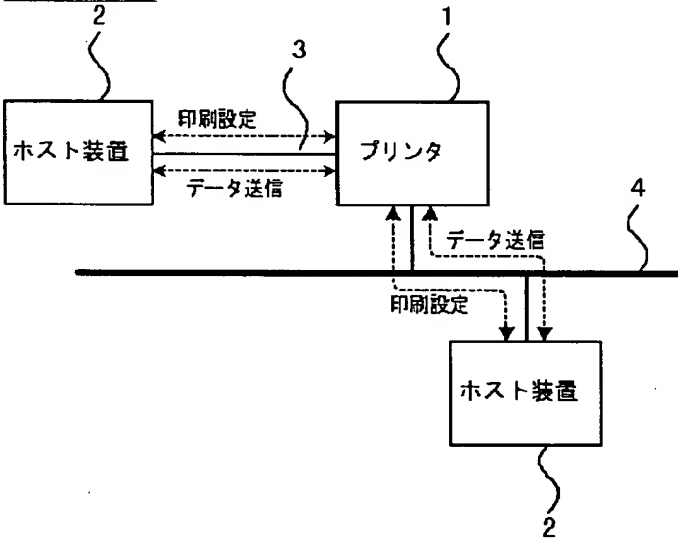 2
1
3
ホスト装置
印刷設定
データ送信
プリンタ
4
データ送信
印刷設定
ホスト装置
2